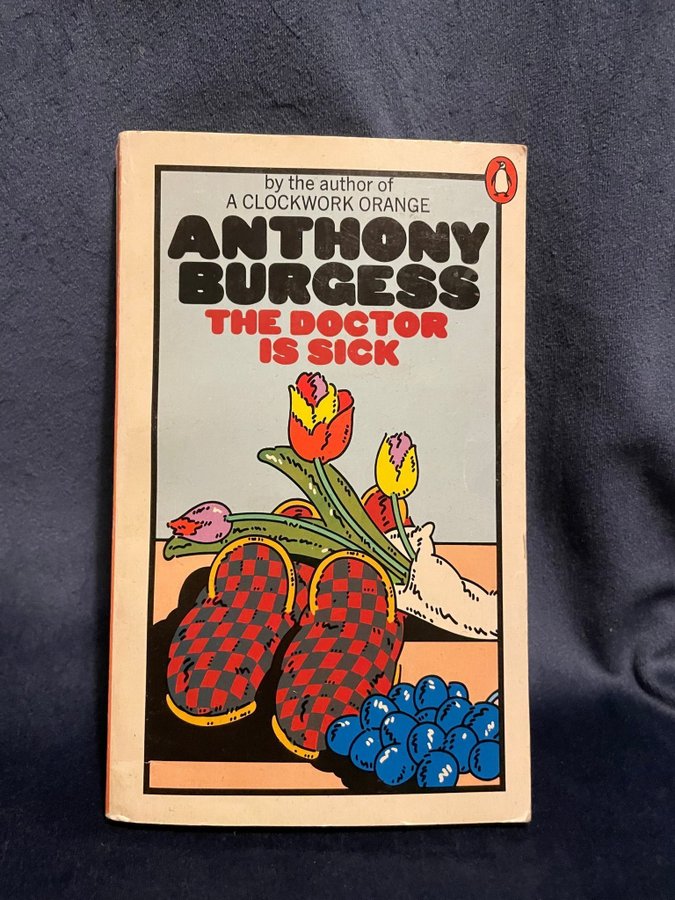 by the author of
A CLOCKWORK ORANGE
ANTHONY
BURGESS
THE DOCTOR
IS SICK